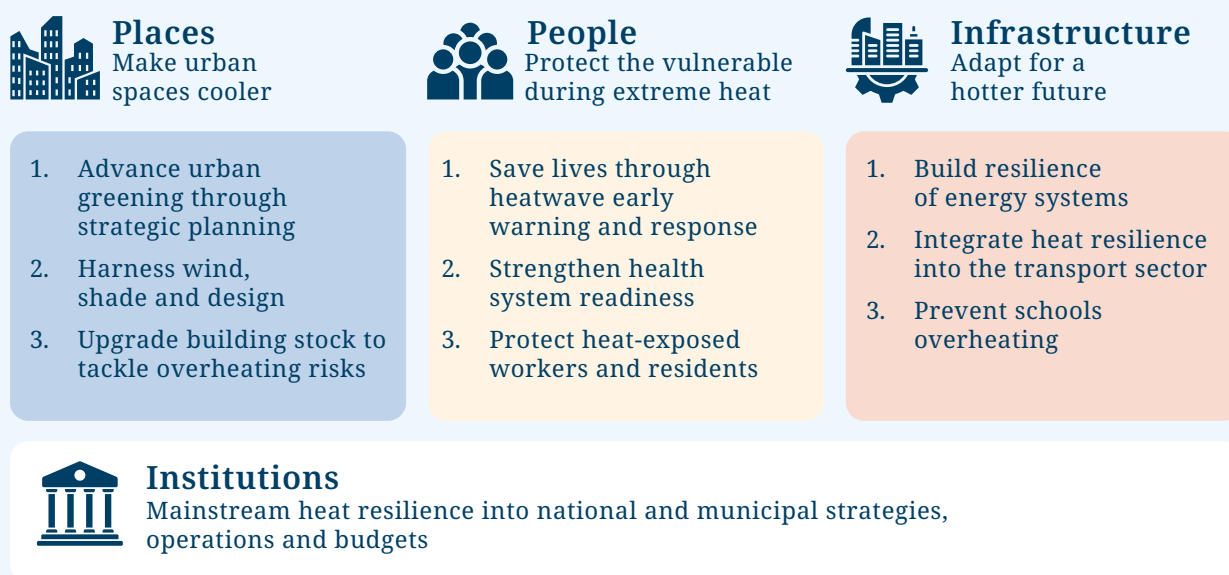 Places
Make urban
spaces cooler
1. Advance urban
greening through
strategic planning
2. Harness wind,
shade and design
3. Upgrade building stock to
tackle overheating risks
People
Protect the vulnerable
during extreme heat
1. Save lives through
heatwave early
warning and response
2. Strengthen health
system readiness
3. Protect heat-exposed
workers and residents
Infrastructure
Adapt for a
hotter future
1. Build resilience
of energy systems
2. Integrate heat resilience
into the transport sector
3. Prevent schools
overheating
Institutions
Mainstream heat resilience into national and municipal strategies,
operations and budgets